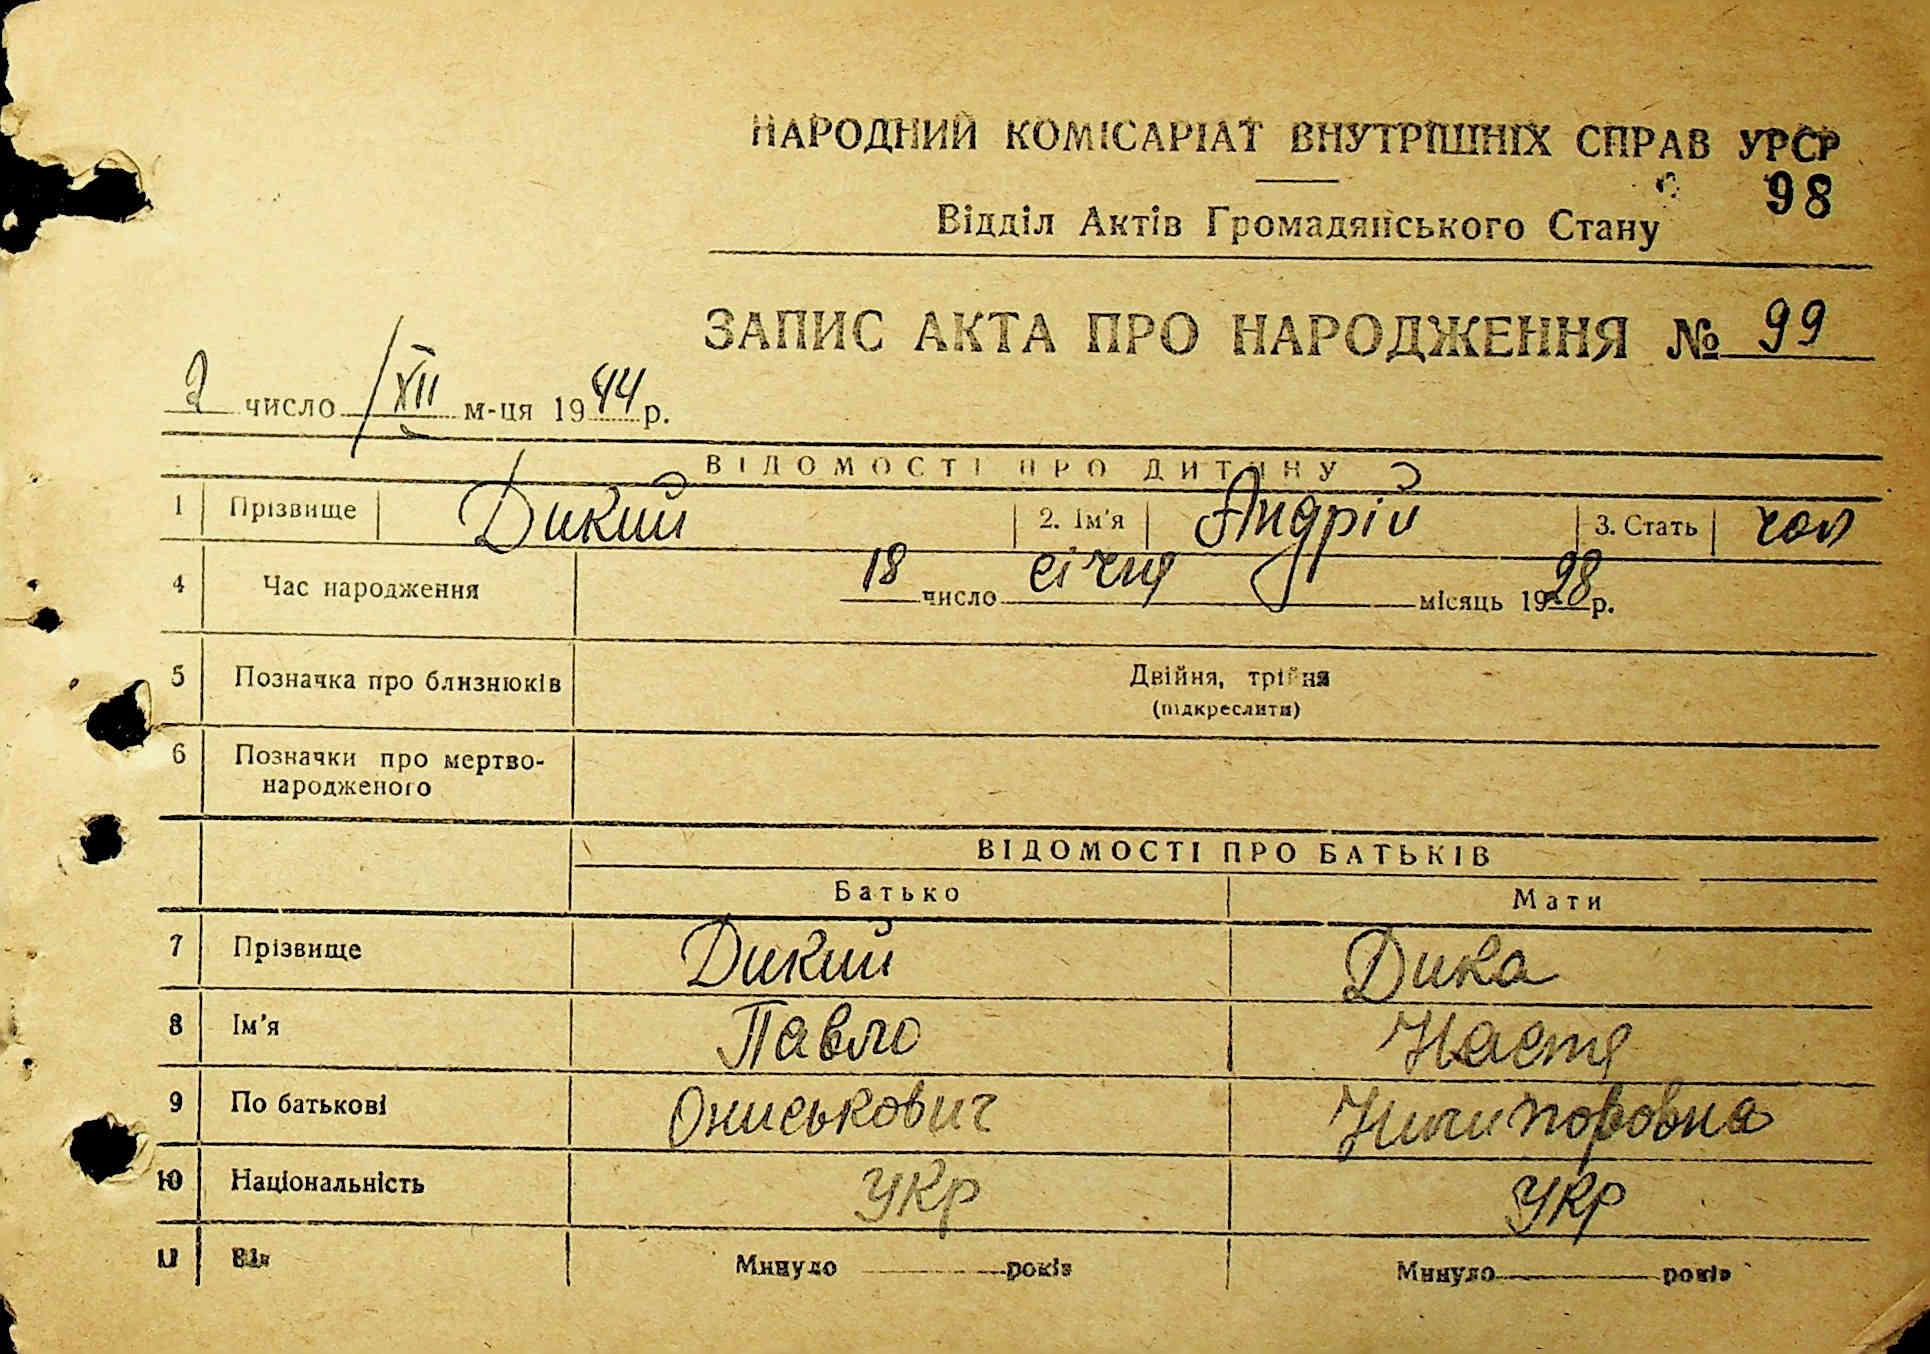 НАРОДНИЙ КОМІСАРІАТ ВНУТРІШНІХ СПРАВ УРСР
98
Відділ Актів Громадянського Стану
ЗАПИС АКТА ПРО НАРОДЖЕННЯ № 99
2 число XII м-ця 1944 р.
ВІДОМОСТІ ПРО ДИТИНУ
1 Прізвище Дикий 2. Ім'я Андрій 3. Стать чол
4 Час народження 18 число січня місяць 1928 р.
5 Позначка про близнюків Двійня, трійня
(підкреслити)
6 Позначки про мертво-
народженого
ВІДОМОСТІ ПРО БАТЬКІВ
Батько Мати
7 Прізвище Дикий Дика
8 Ім'я Павло Настя
9 По батькові Ониськович Ничипоровна
10 Національність укр укр
11 Вік Минуло років Минуло років